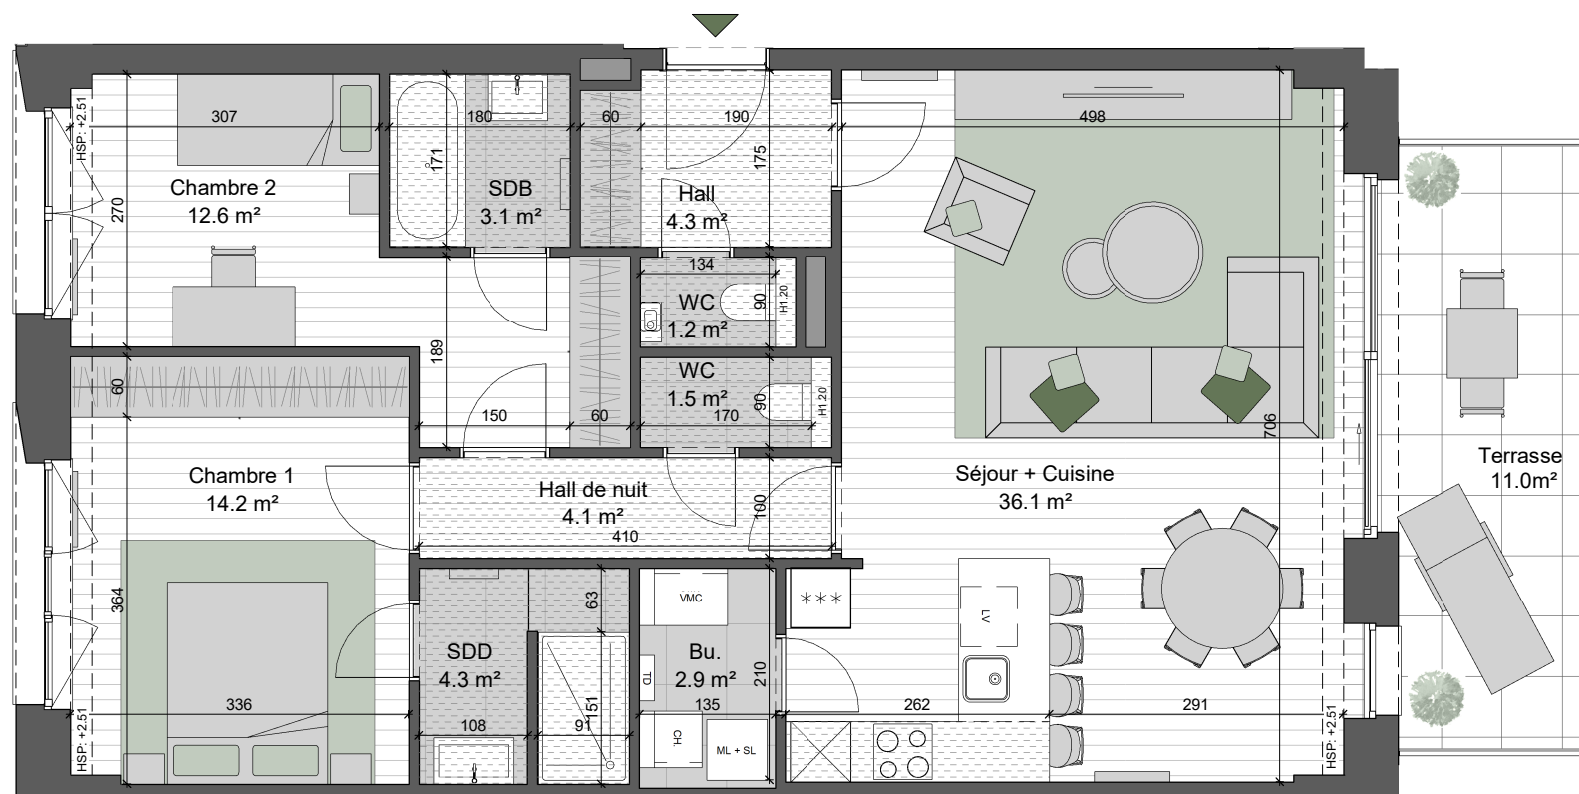 HSP: +2.51
307
180
60
190
498
171
175
Chambre 2
12.6 m²
SDB
3.1 m²
Hall
4.3 m²
270
134
WC
1.2 m²
90
H1.20
189
60
WC
1.5 m²
90
H1.20
150
60
170
706
Terrasse
11.0m²
Chambre 1
14.2 m²
Hall de nuit
4.1 m²
100
410
Séjour + Cuisine
36.1 m²
364
63
VMC
***
LV
SDD
4.3 m²
Bu.
2.9 m²
TD
210
336
108
151
91
135
262
291
HSP: +2.51
CH.
ML + SL
HSP: +2.51